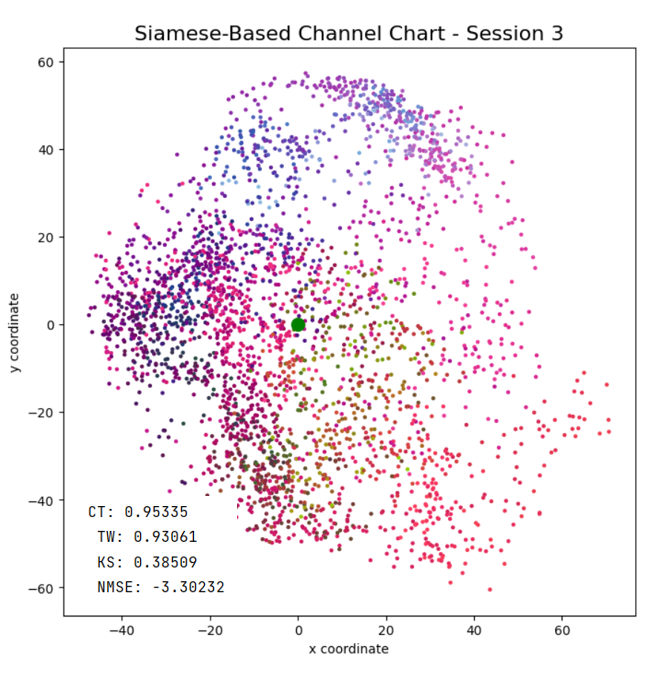 Siamese-Based Channel Chart - Session 3
60
40
20
0
−20
−40
−60
y coordinate
CT: 0.95335
TW: 0.93061
KS: 0.38509
NMSE: -3.30232
−40 −20 0 20 40 60
x coordinate